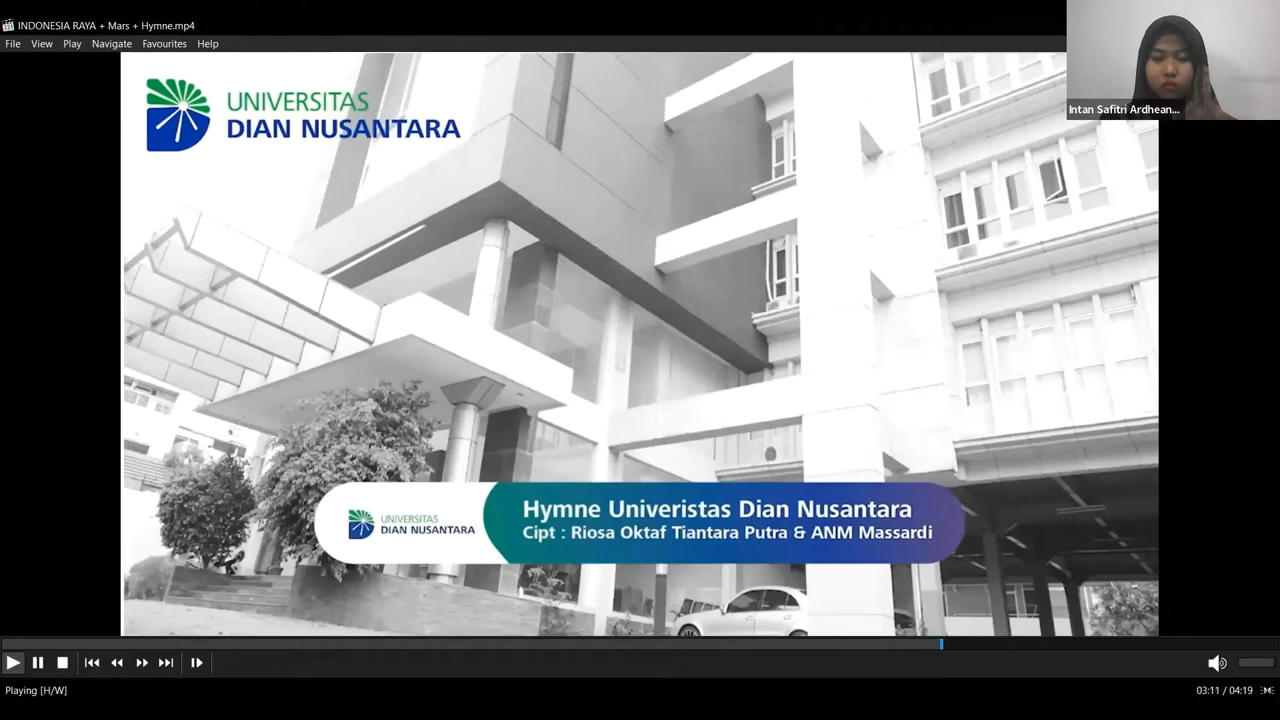 INDONESIA RAYA + Mars + Hymne.mp4
File View Play Navigate Favourites Help
Intan Safitri Ardhean...
UNIVERSITAS
DIAN NUSANTARA
UNIVERSITAS
DIAN NUSANTARA
Hymne Univeristas Dian Nusantara
Cipt : Riosa Oktaf Tiantara Putra & ANM Massardi
Playing [H/W]
03:11 / 04:19